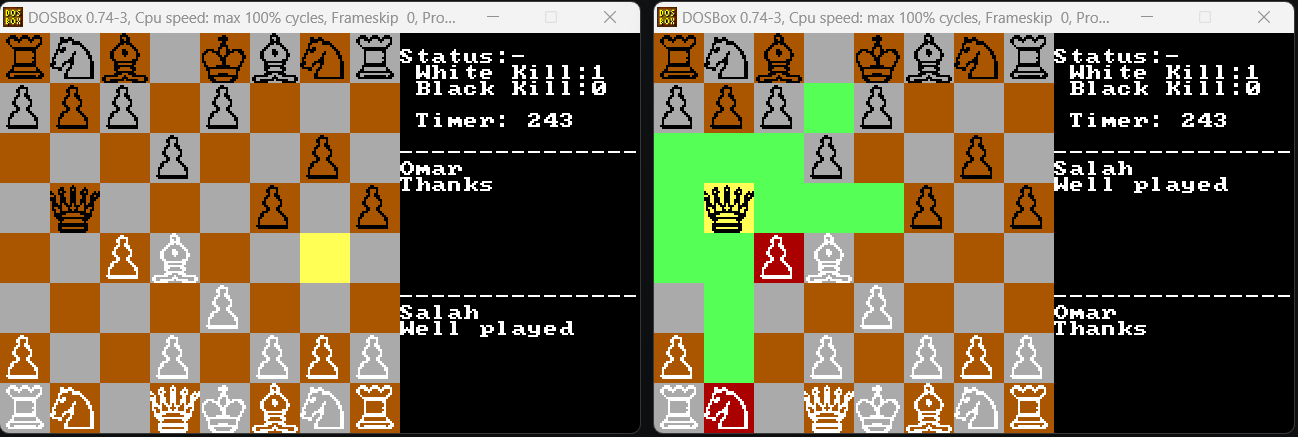 DOSBox 0.74-3, Cpu speed: max 100% cycles, Frameskip 0, Pro...
Status:-
White Kill:1
Black Kill:0
Timer: 243
Omar
Thanks
Salah
Well played
DOSBox 0.74-3, Cpu speed: max 100% cycles, Frameskip 0, Pro...
Status:-
White Kill:1
Black Kill:0
Timer: 243
Salah
Well played
Omar
Thanks